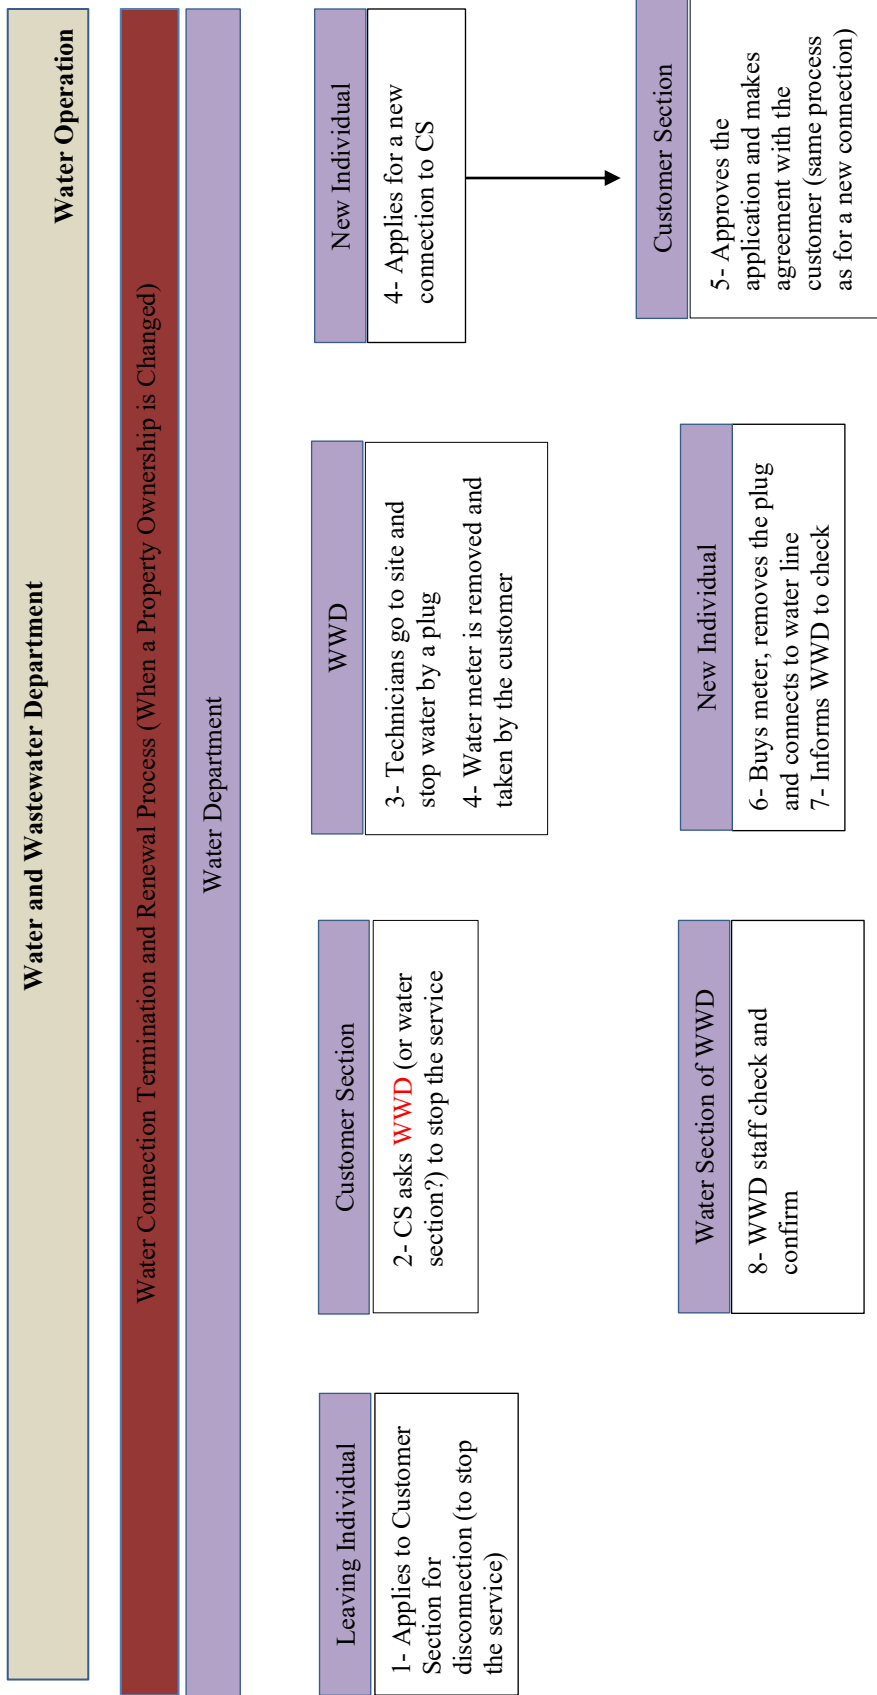 Water and Wastewater Department
Water Operation
Water Connection Termination and Renewal Process (When a Property Ownership is Changed)
Water Department
Leaving Individual
1- Applies to Customer
Section for
disconnection (to stop
the service)
Customer Section
2- CS asks WWD (or water
section?) to stop the service
WWD
3- Technicians go to site and
stop water by a plug
4- Water meter is removed and
taken by the customer
New Individual
4- Applies for a new
connection to CS
Customer Section
5- Approves the
application and makes
agreement with the
customer (same process
as for a new connection)
New Individual
6- Buys meter, removes the plug
and connects to water line
7- Informs WWD to check
Water Section of WWD
8- WWD staff check and
confirm